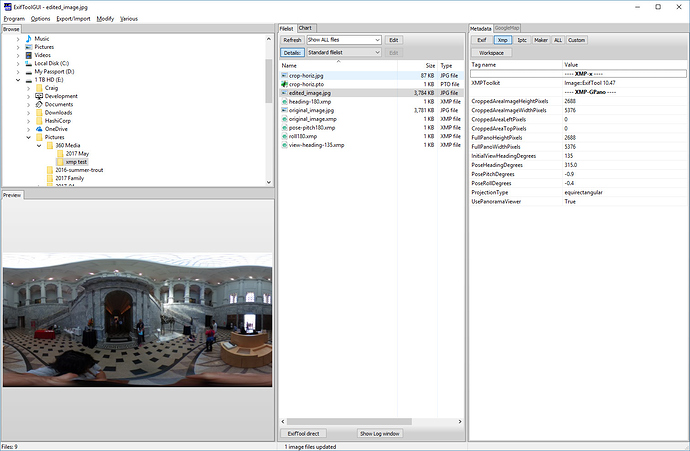 ExifToolGUI - edited_image.jpg
Program Options Export/Import Modify Various
Browse
Music
Pictures
Videos
Local Disk (C:)
My Passport (D:)
1 TB HD (E:)
Craig
Development
Documents
Downloads
HashiCorp
OneDrive
Pictures
360 Media
2017 May
xmp test
2016-summer-trout
2017 Family
Preview
Filelist Chart
Refresh Show ALL files Edit
Details: Standard filelist Edit
Name Size Type
crop-horiz.jpg 87 KB JPG file
crop-horiz.pto 1 KB PTO file
edited_image.jpg 3,784 KB JPG file
heading-180.xmp 1 KB XMP file
original_image.jpg 3,781 KB JPG file
original_image.xmp 1 KB XMP file
pose-pitch180.xmp 1 KB XMP file
roll180.xmp 1 KB XMP file
view-heading-135.xmp 1 KB XMP file
ExifTool direct Show Log window
Metadata GoogleMap
Exif Xmp Iptc Maker ALL Custom
Workspace
Tag name Value
---- XMP-x ----
XMPToolkit Image::ExifTool 10.47
---- XMP-GPano ----
CroppedAreaImageHeightPixels 2688
CroppedAreaImageWidthPixels 5376
CroppedAreaLeftPixels 0
CroppedAreaTopPixels 0
FullPanoHeightPixels 2688
FullPanoWidthPixels 5376
InitialViewHeadingDegrees 135
PoseHeadingDegrees 315.0
PosePitchDegrees -0.9
PoseRollDegrees -0.4
ProjectionType equirectangular
UsePanoramaViewer True
Files: 9
1 image files updated